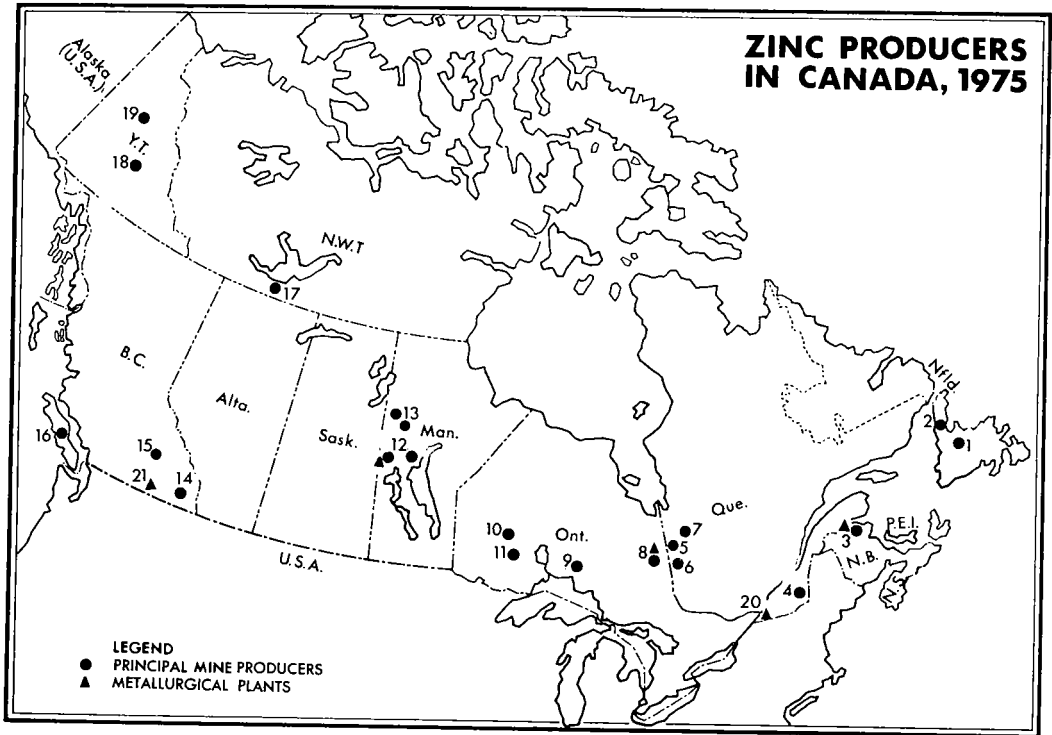 ZINC PRODUCERS
IN CANADA, 1975
Alaska
(U.S.A.)
19
Y.T.
18
N.W.T
17
B.C.
Alta.
Sask.
Man.
13
12
16
15
21
14
U.S.A.
10
11
Ont.
9
8
7
5
6
Que.
Nfld.
2
1
3
P.E.I.
N.B.
N.S.
4
20
LEGEND
PRINCIPAL MINE PRODUCERS
METALLURGICAL PLANTS